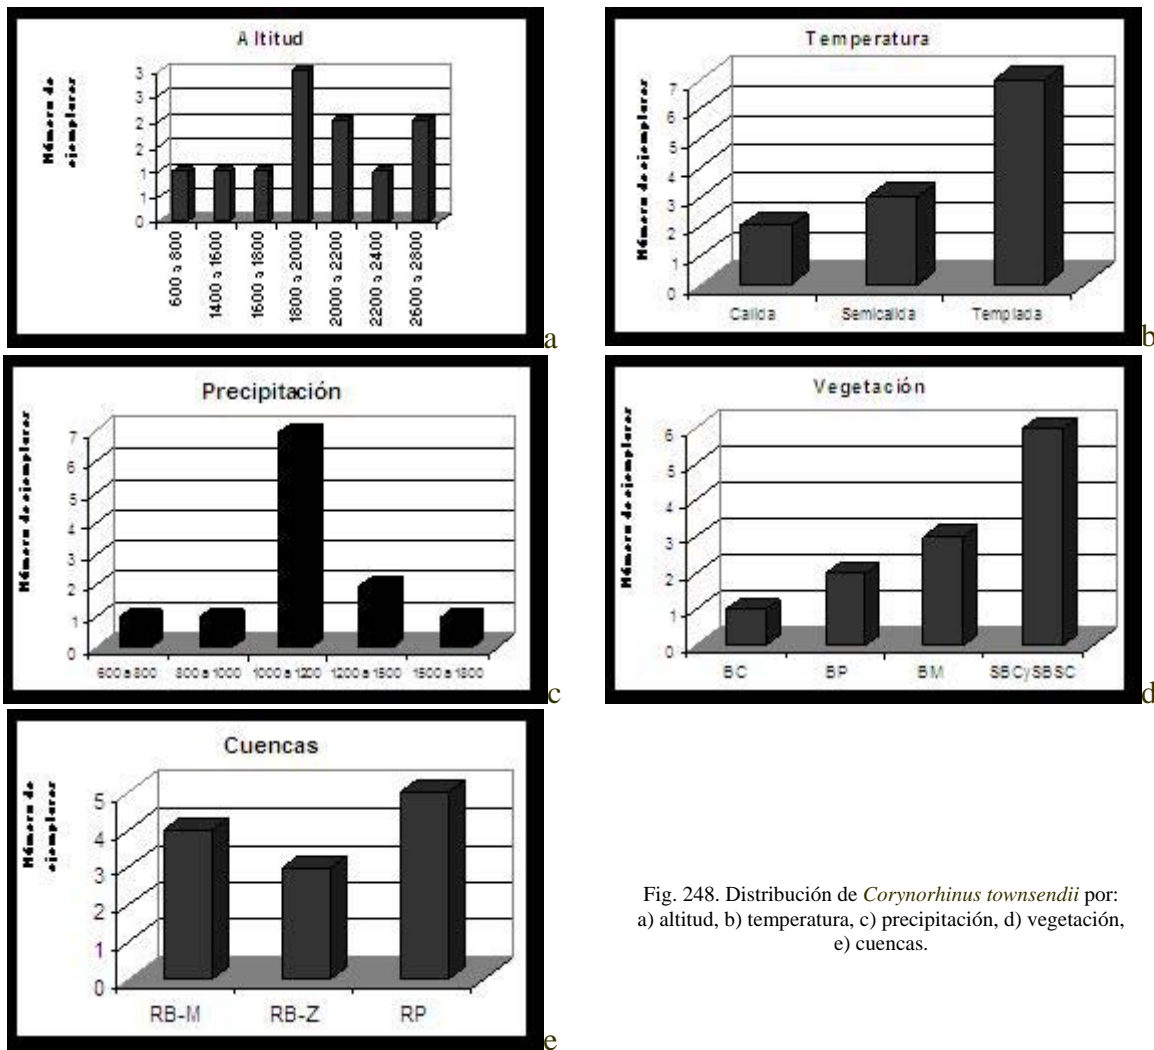 Altitud
Número de
ejemplares
3
3
2
2
1
1
0
600 a 800
1400 a 1600
1600 a 1800
1800 a 2000
2000 a 2200
2200 a 2400
2600 a 2800
a
Temperatura
Número de ejemplares
7
6
5
4
3
2
1
0
Calida
Semicalida
Templada
b
Precipitación
Número de ejemplares
7
6
5
4
3
2
1
0
600 a 800
800 a 1000
1000 a 1200
1200 a 1500
1500 a 1800
c
Vegetación
Número de ejemplares
6
5
4
3
2
1
0
BC
BP
BM
SBCySBSC
d
Cuencas
Número de
ejemplares
5
4
3
2
1
0
RB-M
RB-Z
RP
e
Fig. 248. Distribución de Corynorhinus townsendii por:
a) altitud, b) temperatura, c) precipitación, d) vegetación,
e) cuencas.